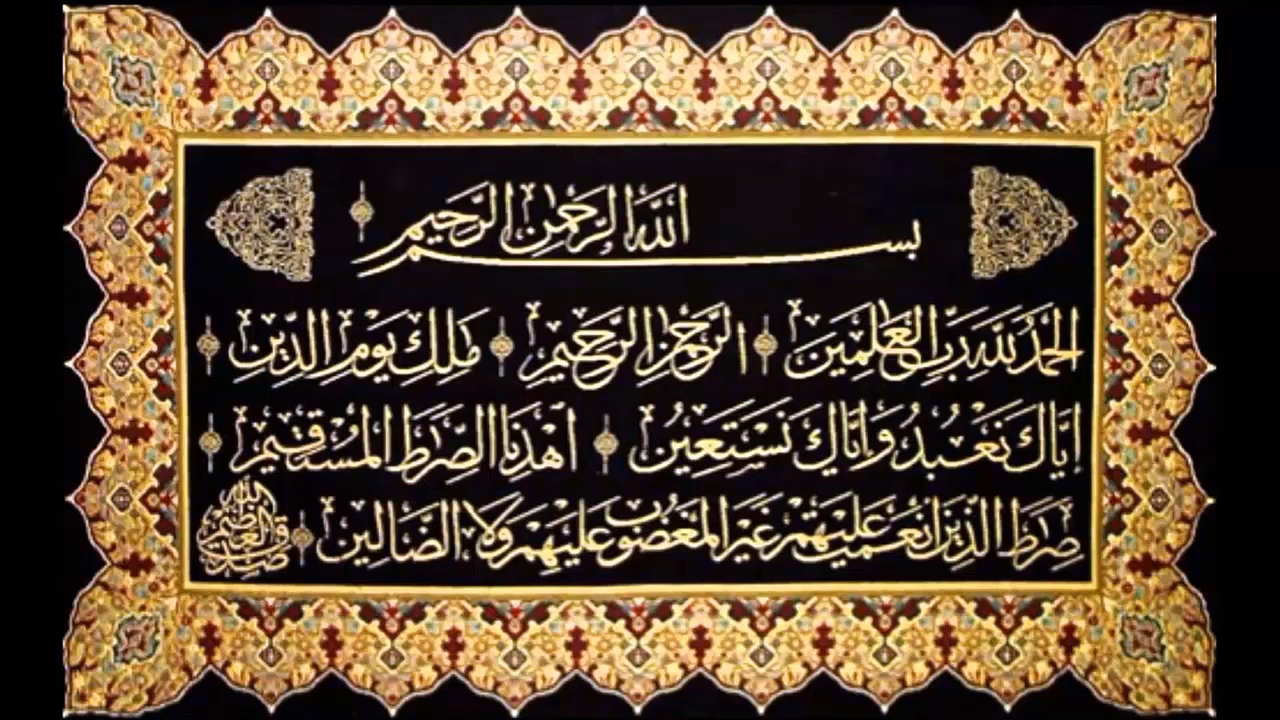 بسم الله الرحمن الرحيم
الحمد لله رب العلمين الرحمن الرحيم ملك يوم الدين
إياك نعبد وإياك نستعين اهدنا الصرط المستقيم
صرط الذين أنعمت عليهم غير المغضوب عليهم ولا الضالين
صدق الله العظيم